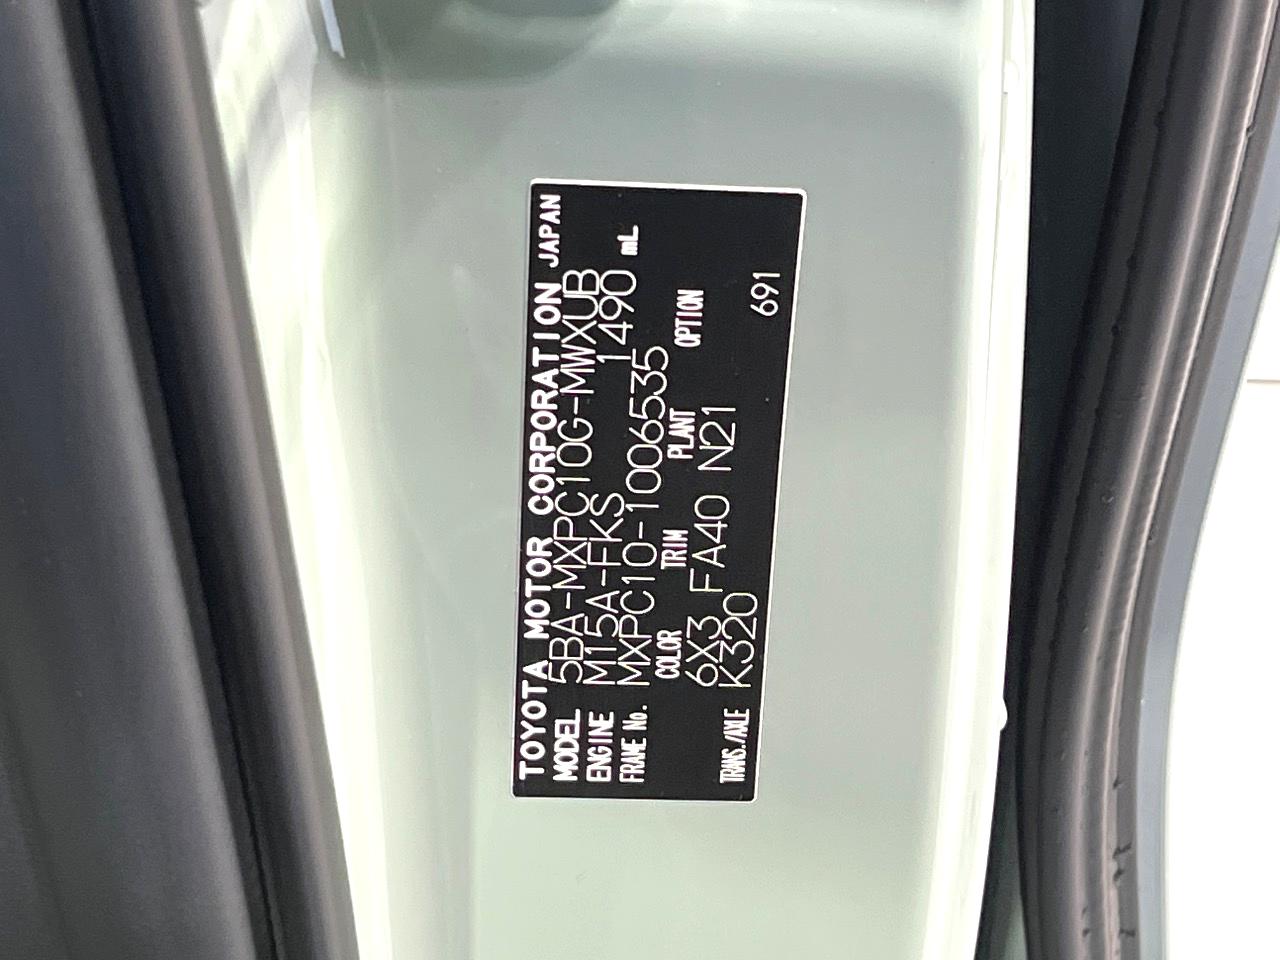 TOYOTA MOTOR CORPORATION JAPAN
MODEL 5BA-MXPC10G-MWXUB
ENGINE M15A-FKS 1490 mL
FRAME No. MXPC10-1006535
COLOR TRIM PLANT OPTION
6X3 FA40 N21
TRANS./AXLE K320 691